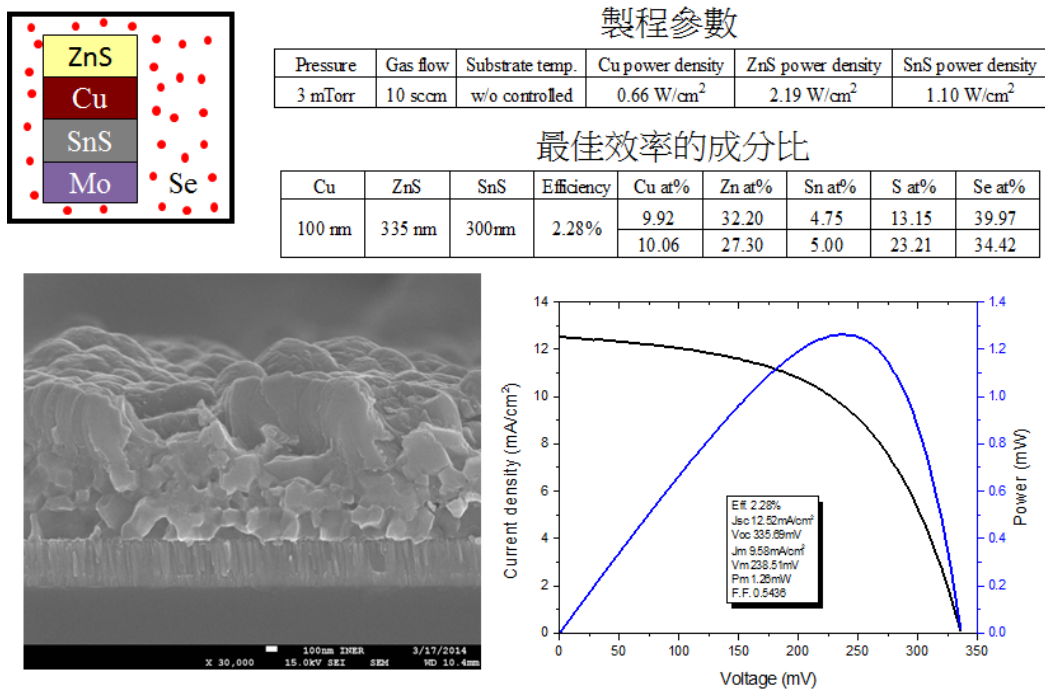 ZnS
Cu
SnS
Mo
Se
製程參數
Pressure Gas flow Substrate temp. Cu power density ZnS power density SnS power density
3 mTorr 10 sccm w/o controlled 0.66 W/cm² 2.19 W/cm² 1.10 W/cm²
最佳效率的成分比
Cu ZnS SnS Efficiency Cu at% Zn at% Sn at% S at% Se at%
100 nm 335 nm 300nm 2.28% 9.92 32.20 4.75 13.15 39.97
10.06 27.30 5.00 23.21 34.42
100nm INER 3/17/2014
X 30,000 15.0kV SEI SEM WD 10.4mm
14
12
10
8
6
4
2
0
Current density (mA/cm²)
0 50 100 150 200 250 300 350
Voltage (mV)
1.4
1.2
1.0
0.8
0.6
0.4
0.2
0.0
Power (mW)
Eff. 2.28%
Jsc 12.52mA/cm²
Voc 335.69mV
Jm 9.58mA/cm²
Vm 238.51mV
Pm 1.26mW
F.F. 0.5436